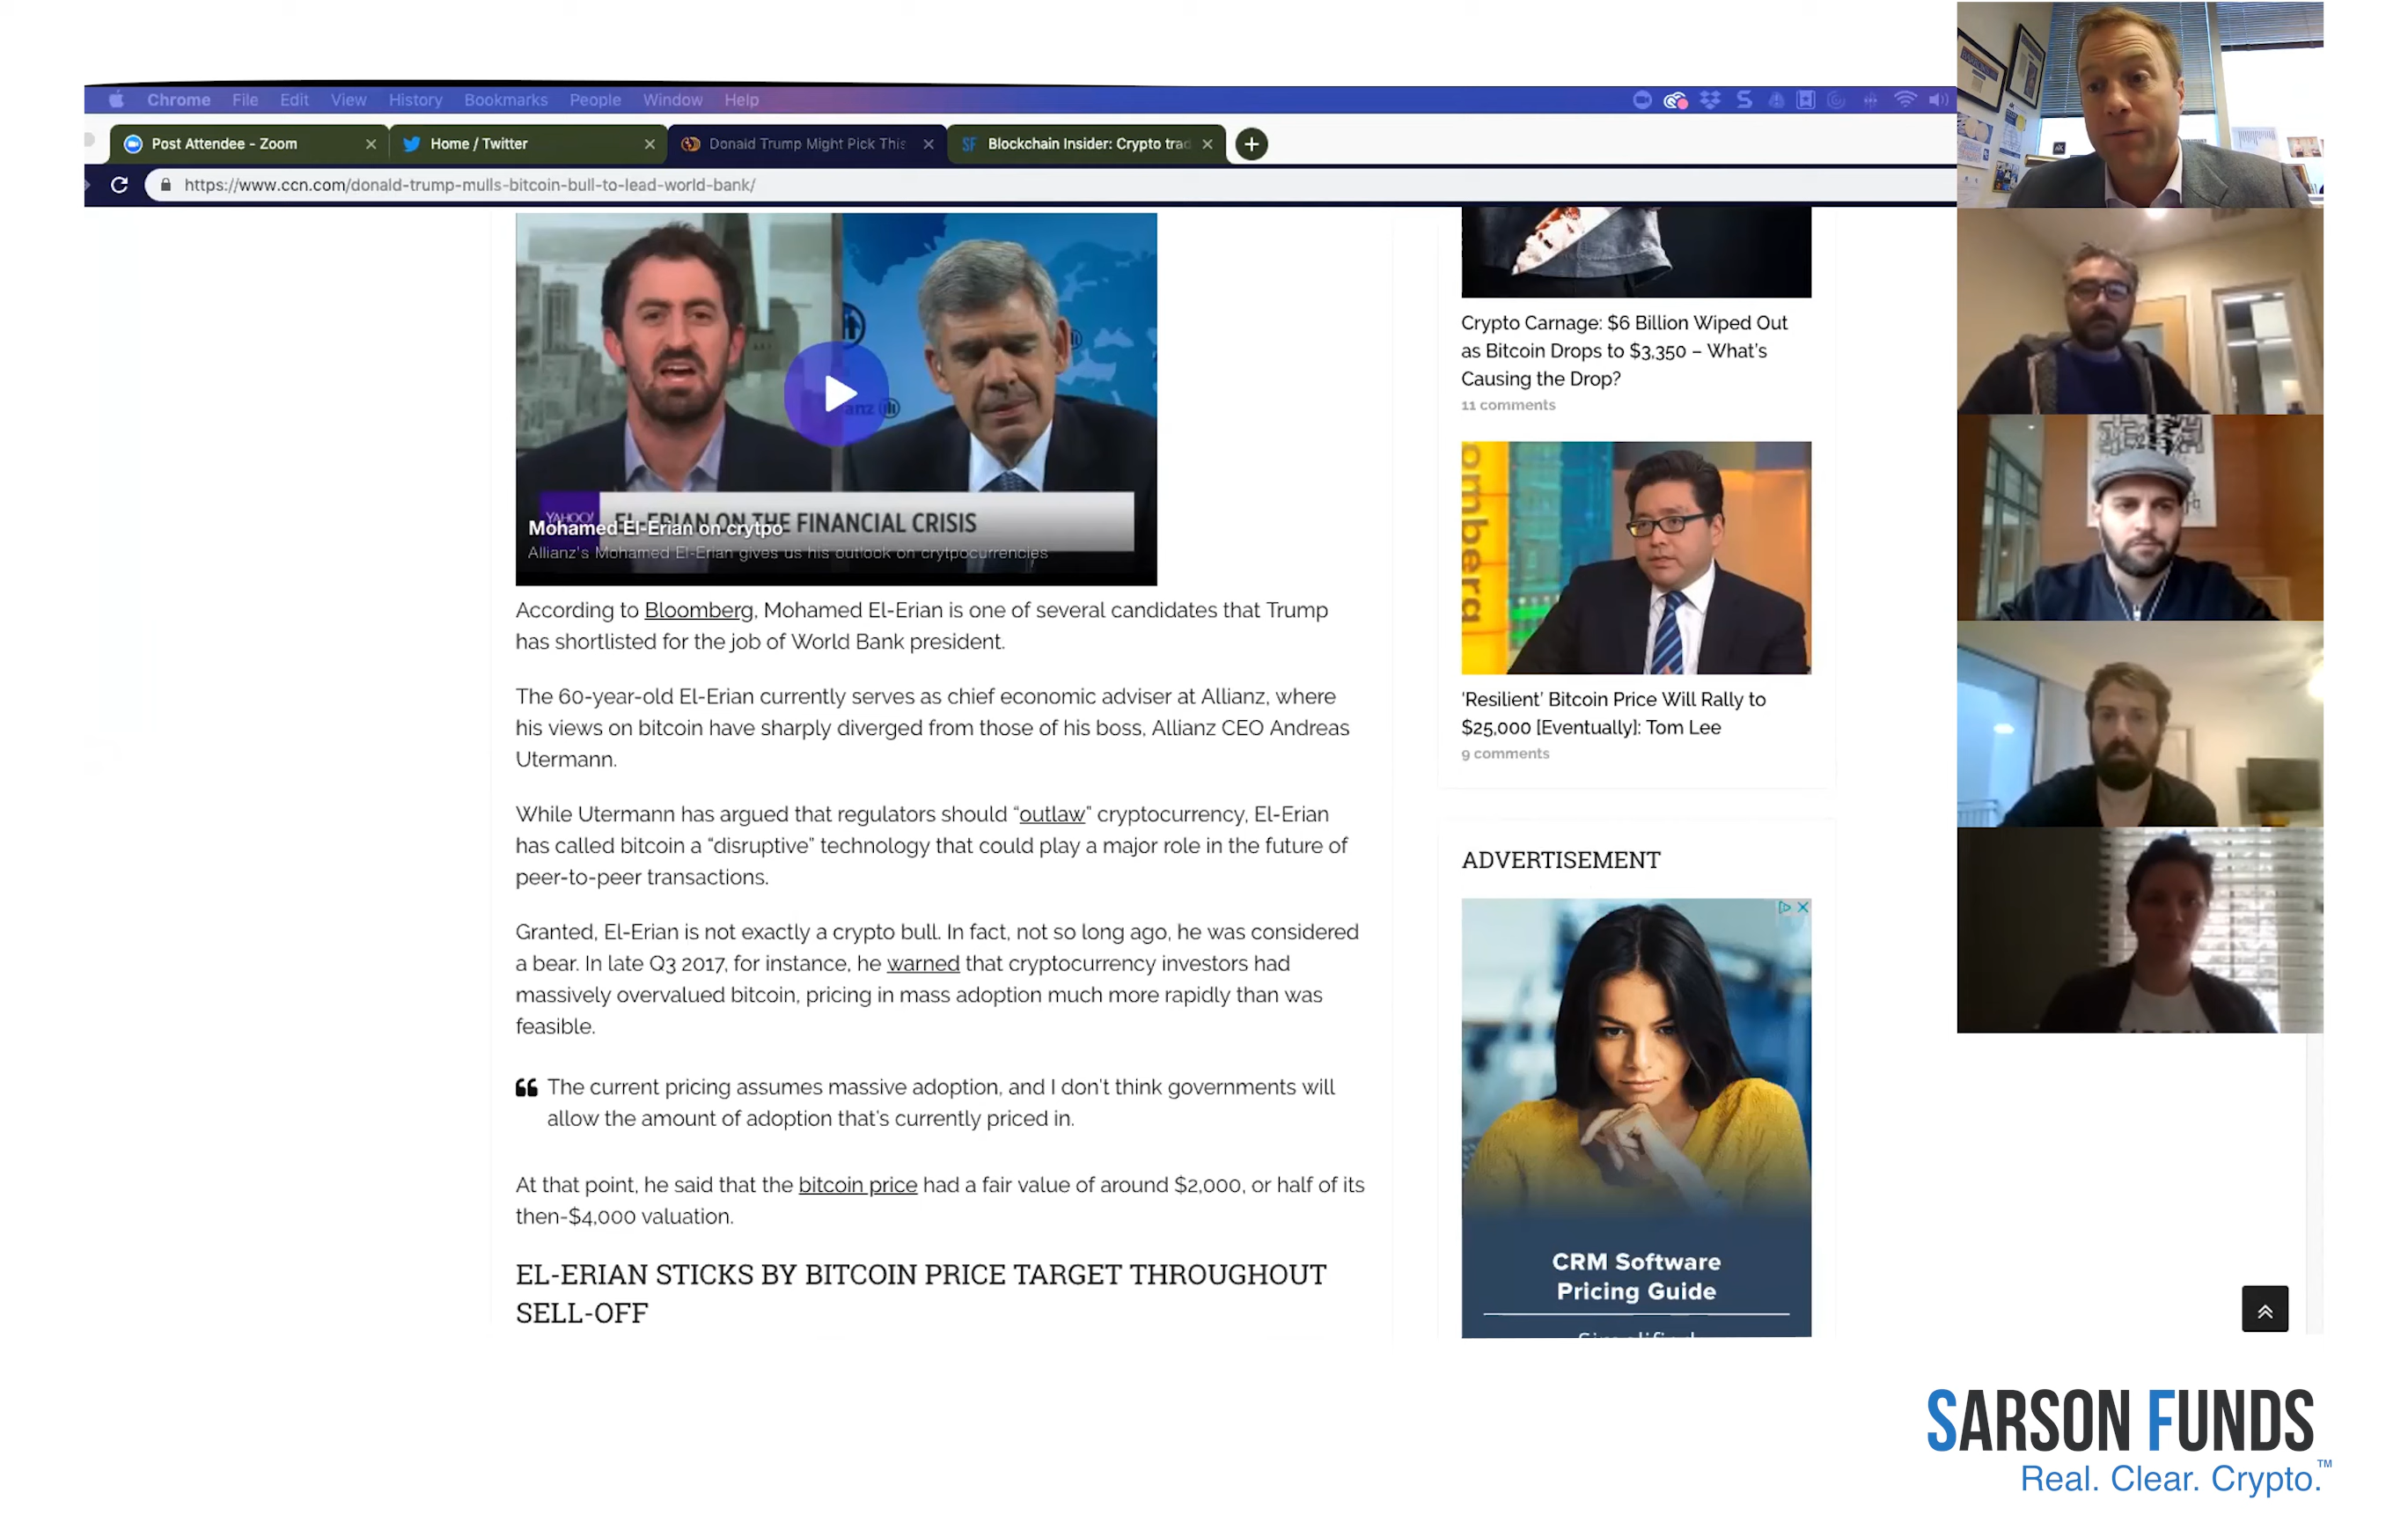 Chrome File Edit View History Bookmarks People Window Help
Post Attendee - Zoom
Home / Twitter
Donald Trump Might Pick This
Blockchain Insider: Crypto trad
https://www.ccn.com/donald-trump-mulls-bitcoin-bull-to-lead-world-bank/
YAHOO!
EL-ERIAN ON THE FINANCIAL CRISIS
Mohamed El-Erian on crytpo
Allianz's Mohamed El-Erian gives us his outlook on crytpocurrencies
According to Bloomberg, Mohamed El-Erian is one of several candidates that Trump
has shortlisted for the job of World Bank president.
The 60-year-old El-Erian currently serves as chief economic adviser at Allianz, where
his views on bitcoin have sharply diverged from those of his boss, Allianz CEO Andreas
Utermann.
While Utermann has argued that regulators should “outlaw” cryptocurrency, El-Erian
has called bitcoin a “disruptive” technology that could play a major role in the future of
peer-to-peer transactions.
Granted, El-Erian is not exactly a crypto bull. In fact, not so long ago, he was considered
a bear. In late Q3 2017, for instance, he warned that cryptocurrency investors had
massively overvalued bitcoin, pricing in mass adoption much more rapidly than was
feasible.
The current pricing assumes massive adoption, and I don't think governments will
allow the amount of adoption that's currently priced in.
At that point, he said that the bitcoin price had a fair value of around $2,000, or half of its
then-$4,000 valuation.
EL-ERIAN STICKS BY BITCOIN PRICE TARGET THROUGHOUT
SELL-OFF
Crypto Carnage: $6 Billion Wiped Out
as Bitcoin Drops to $3,350 – What's
Causing the Drop?
11 comments
omberg
‘Resilient’ Bitcoin Price Will Rally to
$25,000 [Eventually]: Tom Lee
9 comments
ADVERTISEMENT
CRM Software
Pricing Guide
SARSON FUNDS
Real. Clear. Crypto.™